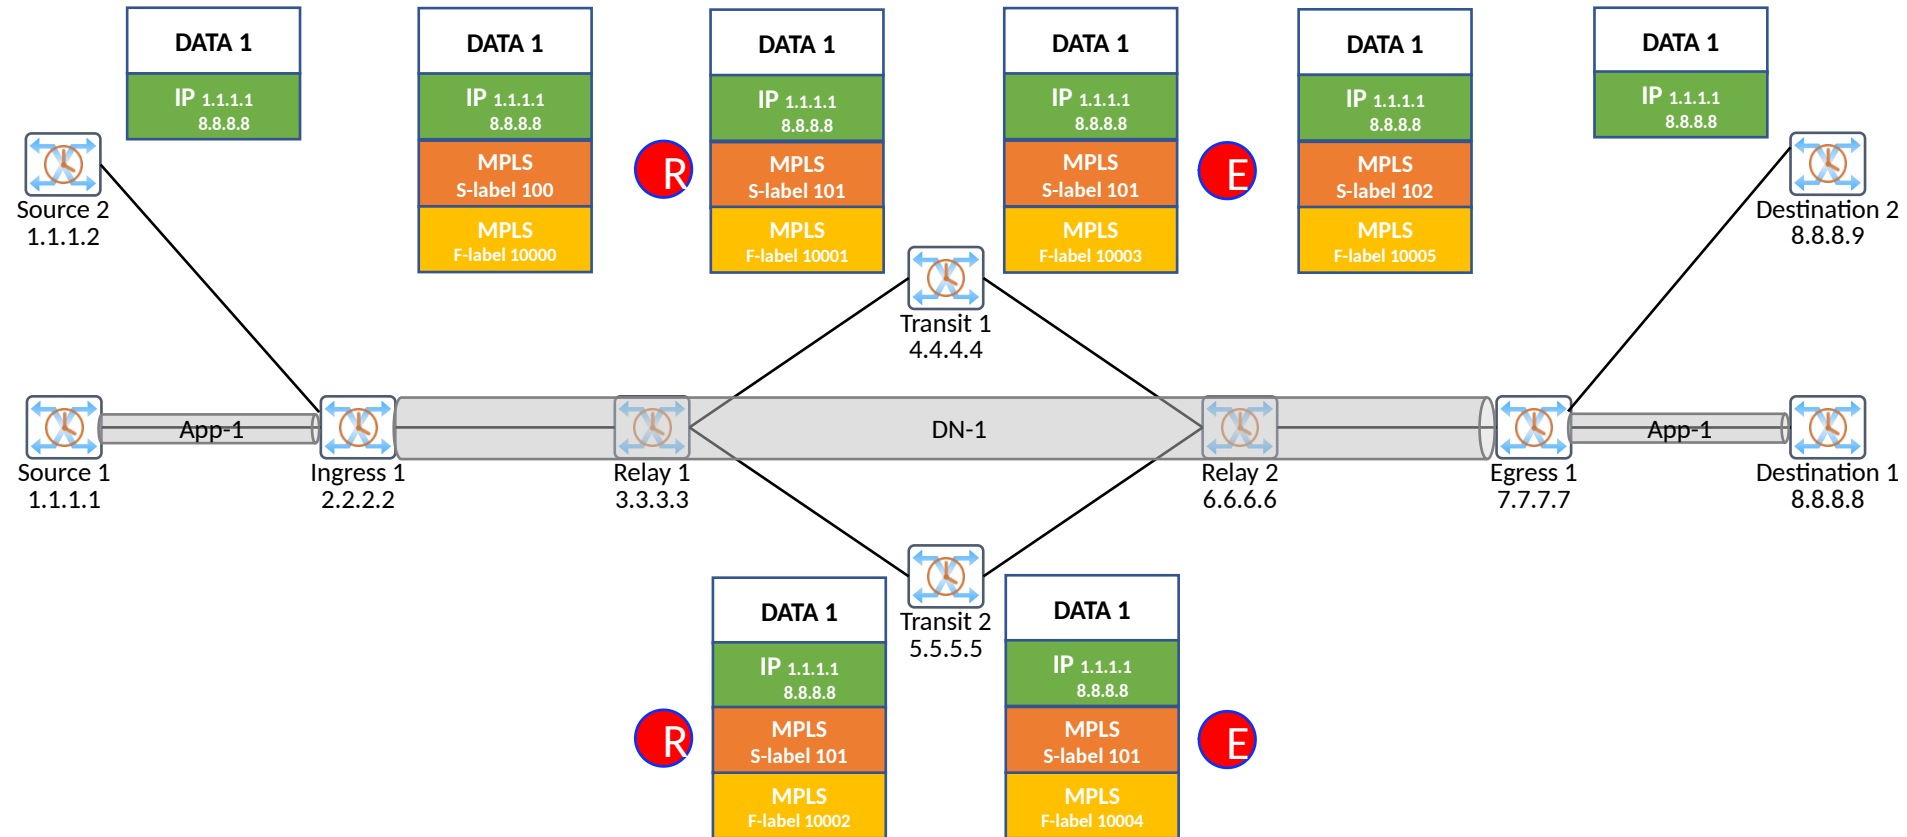 DATA 1
IP 1.1.1.1
8.8.8.8
DATA 1
IP 1.1.1.1
8.8.8.8
MPLS
S-label 100
MPLS
F-label 10000
R
DATA 1
IP 1.1.1.1
8.8.8.8
MPLS
S-label 101
MPLS
F-label 10001
DATA 1
IP 1.1.1.1
8.8.8.8
MPLS
S-label 101
MPLS
F-label 10003
E
DATA 1
IP 1.1.1.1
8.8.8.8
MPLS
S-label 102
MPLS
F-label 10005
DATA 1
IP 1.1.1.1
8.8.8.8
Source 2
1.1.1.2
Destination 2
8.8.8.9
Transit 1
4.4.4.4
App-1
DN-1
App-1
Source 1
1.1.1.1
Ingress 1
2.2.2.2
Relay 1
3.3.3.3
Relay 2
6.6.6.6
Egress 1
7.7.7.7
Destination 1
8.8.8.8
Transit 2
5.5.5.5
R
DATA 1
IP 1.1.1.1
8.8.8.8
MPLS
S-label 101
MPLS
F-label 10002
DATA 1
IP 1.1.1.1
8.8.8.8
MPLS
S-label 101
MPLS
F-label 10004
E